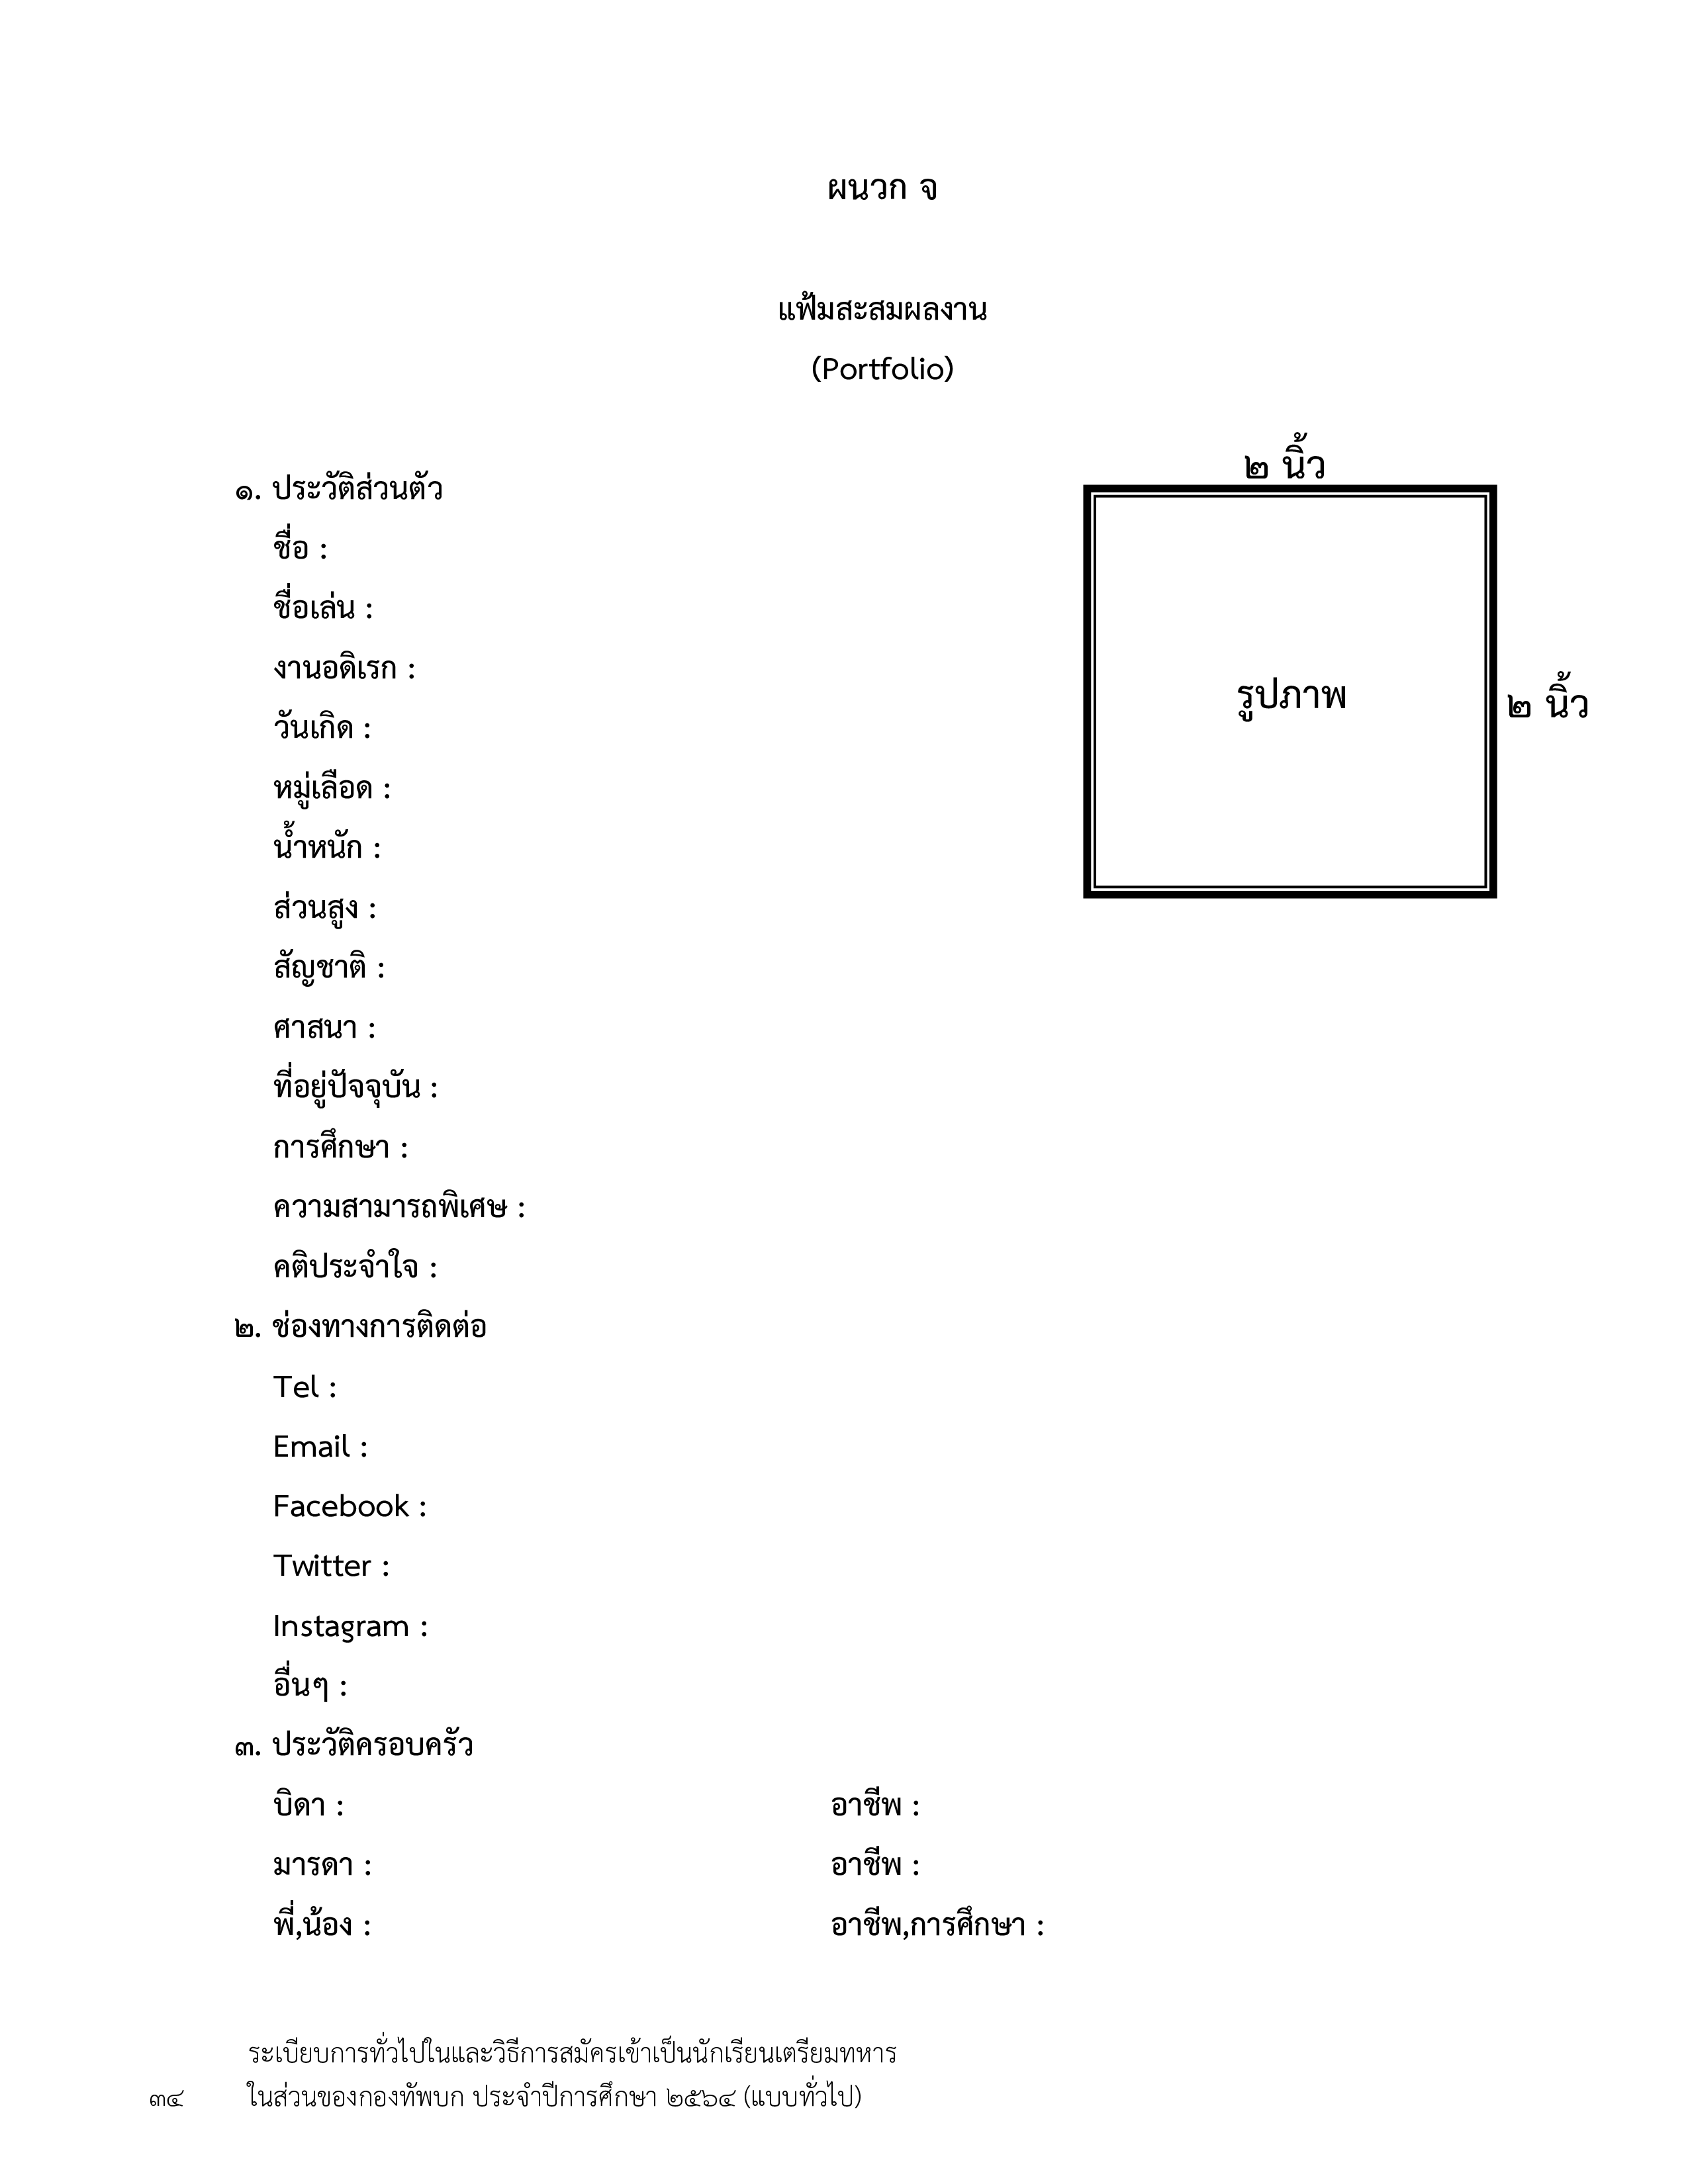 ผนวก จ
แฟ้มสะสมผลงาน
(Portfolio)
๒ นิ้ว
รูปภาพ
๒ นิ้ว
๑. ประวัติส่วนตัว
ชื่อ :
ชื่อเล่น :
งานอดิเรก :
วันเกิด :
หมู่เลือด :
น้ำหนัก :
ส่วนสูง :
สัญชาติ :
ศาสนา :
ที่อยู่ปัจจุบัน :
การศึกษา :
ความสามารถพิเศษ :
คติประจำใจ :
๒. ช่องทางการติดต่อ
Tel :
Email :
Facebook :
Twitter :
Instagram :
อื่นๆ :
๓. ประวัติครอบครัว
บิดา : อาชีพ :
มารดา : อาชีพ :
พี่,น้อง : อาชีพ,การศึกษา :
ระเบียบการทั่วไปในและวิธีการสมัครเข้าเป็นนักเรียนเตรียมทหาร
๓๔ ในส่วนของกองทัพบก ประจำปีการศึกษา ๒๕๖๔ (แบบทั่วไป)